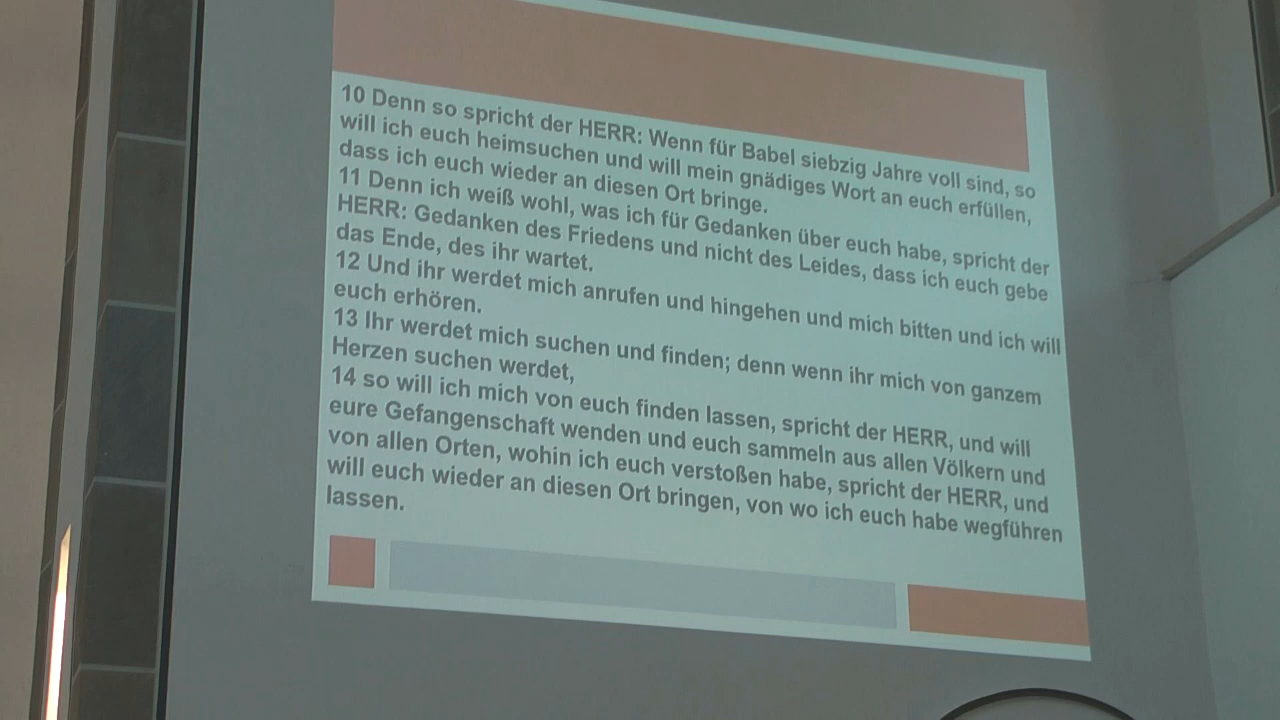 10 Denn so spricht der HERR: Wenn für Babel siebzig Jahre voll sind, so
will ich euch heimsuchen und will mein gnädiges Wort an euch erfüllen,
dass ich euch wieder an diesen Ort bringe.
11 Denn ich weiß wohl, was ich für Gedanken über euch habe, spricht der
HERR: Gedanken des Friedens und nicht des Leides, dass ich euch gebe
das Ende, des ihr wartet.
12 Und ihr werdet mich anrufen und hingehen und mich bitten und ich will
euch erhören.
13 Ihr werdet mich suchen und finden; denn wenn ihr mich von ganzem
Herzen suchen werdet,
14 so will ich mich von euch finden lassen, spricht der HERR, und will
eure Gefangenschaft wenden und euch sammeln aus allen Völkern und
von allen Orten, wohin ich euch verstoßen habe, spricht der HERR, und
will euch wieder an diesen Ort bringen, von wo ich euch habe wegführen
lassen.